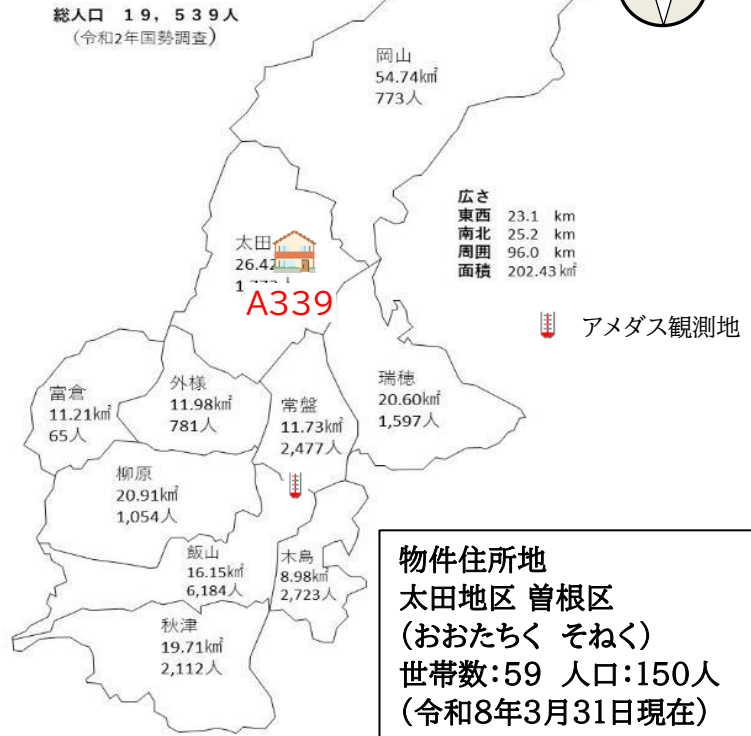 総人口 19,539人
(令和2年国勢調査)
岡山
54.74㎢
773人
広さ
東西 23.1 km
南北 25.2 km
周囲 96.0 km
面積 202.43㎢
アメダス観測地
太田
26.42
A339
瑞穂
20.60㎢
1,597人
富倉
11.21㎢
65人
外様
11.98㎢
781人
常盤
11.73㎢
2,477人
柳原
20.91㎢
1,054人
飯山
16.15㎢
6,184人
木島
8.98㎢
2,723人
秋津
19.71㎢
2,112人
物件住所地
太田地区 曽根区
(おおたちく そねく)
世帯数:59 人口:150人
(令和8年3月31日現在)